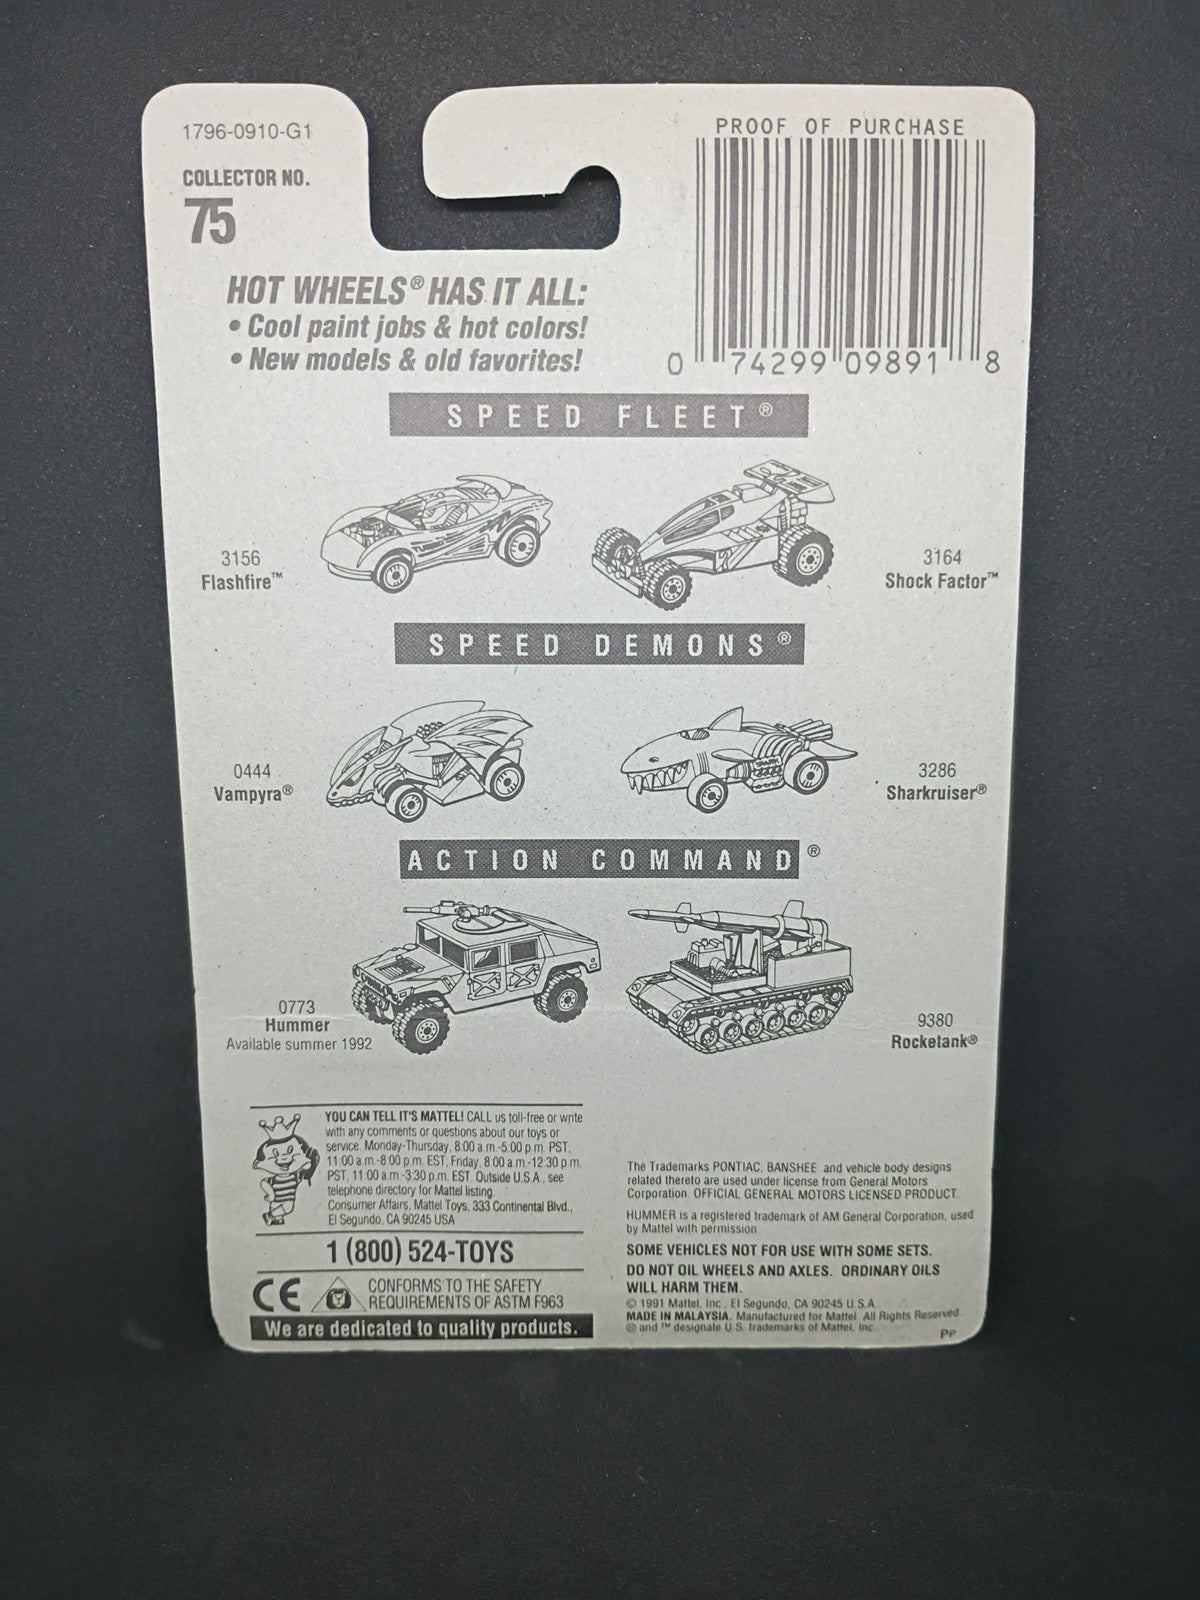 1796-0910-G1
COLLECTOR NO.
75
PROOF OF PURCHASE
0 74299 09891 8
HOT WHEELS® HAS IT ALL:
• Cool paint jobs & hot colors!
• New models & old favorites!
SPEED FLEET®
3156
Flashfire™
3164
Shock Factor™
SPEED DEMONS®
0444
Vampyra®
3286
Sharkruiser®
ACTION COMMAND®
0773
Hummer
Available summer 1992
9380
Rocketank®
YOU CAN TELL IT'S MATTEL! CALL us toll-free or write
with any comments or questions about our toys or
service. Monday-Thursday, 8:00 a.m.-5:00 p.m. PST,
11:00 a.m.-8:00 p.m. EST, Friday, 8:00 a.m.-12:30 p.m.
PST, 11:00 a.m.-3:30 p.m. EST. Outside U.S.A., see
telephone directory for Mattel listing.
Consumer Affairs, Mattel Toys, 333 Continental Blvd.,
El Segundo, CA 90245 USA
1 (800) 524-TOYS
CE
CONFORMS TO THE SAFETY
REQUIREMENTS OF ASTM F963
We are dedicated to quality products.
The Trademarks PONTIAC, BANSHEE and vehicle body designs
related thereto are used under license from General Motors
Corporation. OFFICIAL GENERAL MOTORS LICENSED PRODUCT.
HUMMER is a registered trademark of AM General Corporation, used
by Mattel with permission
SOME VEHICLES NOT FOR USE WITH SOME SETS.
DO NOT OIL WHEELS AND AXLES. ORDINARY OILS
WILL HARM THEM.
© 1991 Mattel, Inc., El Segundo, CA 90245 U.S.A.
MADE IN MALAYSIA. Manufactured for Mattel. All Rights Reserved.
® and ™ designate U.S. trademarks of Mattel, Inc.
PP